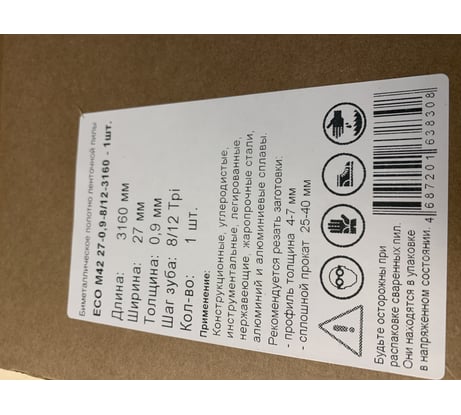 Биметаллическое полотно ленточной пилы
ECO M42 27-0,9-8/12-3160 - 1шт.
Длина: 3160 мм
Ширина: 27 мм
Толщина: 0,9 мм
Шаг зуба: 8/12 Tpi
Кол-во: 1 шт.
Применение:
Конструкционные, углеродистые,
инструментальные, легированные,
нержавеющие, жаропрочные стали,
алюминий и алюминиевые сплавы.
Рекомендуется резать заготовки:
- профиль толщина 4-7 мм
- сплошной прокат 25-40 мм
Будьте осторожны при
распаковке сваренных пил.
Они находятся в упаковке
в напряженном состоянии.
4 687201 638308